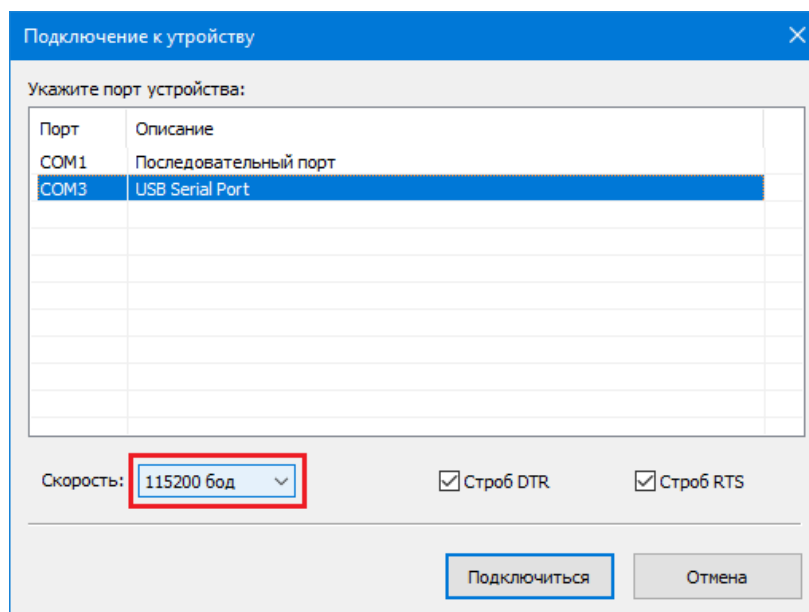 Подключение к утройству
Укажите порт устройства:
Порт Описание
COM1 Последовательный порт
COM3 USB Serial Port
Скорость: 115200 бод Строб DTR Строб RTS
Подключиться Отмена